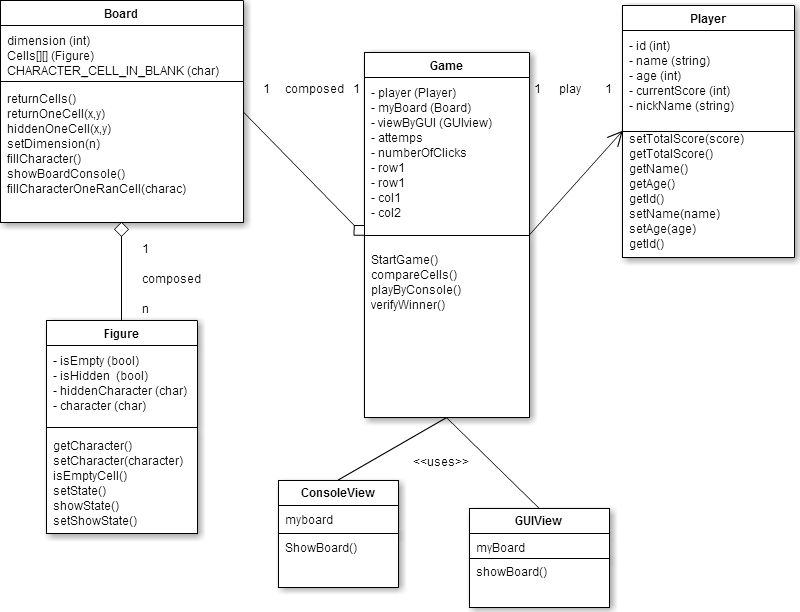 Board
dimension (int)
Cells[][] (Figure)
CHARACTER_CELL_IN_BLANK (char)
returnCells()
returnOneCell(x,y)
hiddenOneCell(x,y)
setDimension(n)
fillCharacter()
showBoardConsole()
fillCharacterOneRanCell(charac)
1 composed 1
Game
- player (Player)
- myBoard (Board)
- viewByGUI (GUIview)
- attemps
- numberOfClicks
- row1
- row1
- col1
- col2
StartGame()
compareCells()
playByConsole()
verifyWinner()
1 play 1
Player
- id (int)
- name (string)
- age (int)
- currentScore (int)
- nickName (string)
setTotalScore(score)
getTotalScore()
getName()
getAge()
getId()
setName(name)
setAge(age)
getId()
1
composed
n
Figure
- isEmpty (bool)
- isHidden (bool)
- hiddenCharacter (char)
- character (char)
getCharacter()
setCharacter(character)
isEmptyCell()
setState()
showState()
setShowState()
<<uses>>
ConsoleView
myboard
ShowBoard()
GUIView
myBoard
showBoard()